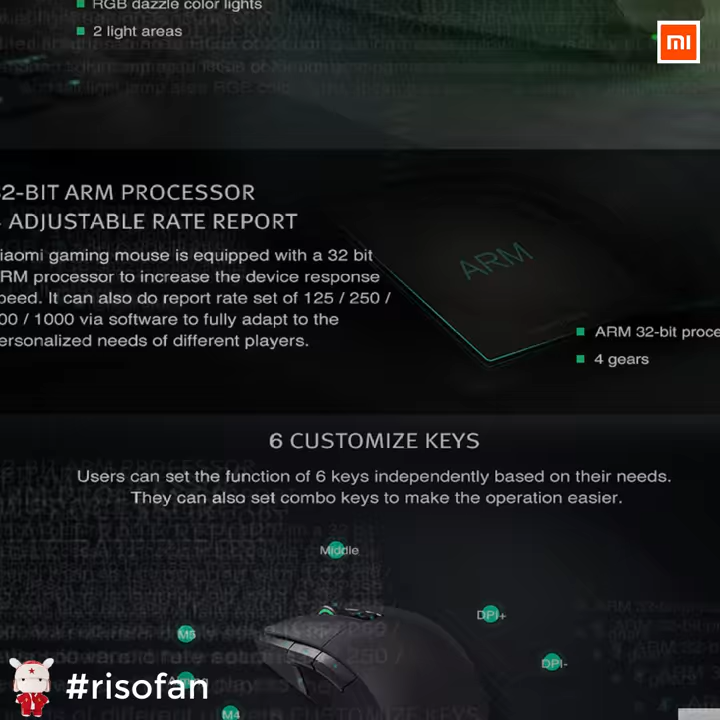 RGB dazzle color lights
2 light areas
mi
2-BIT ARM PROCESSOR
ADJUSTABLE RATE REPORT
iaomi gaming mouse is equipped with a 32 bit
RM processor to increase the device response
peed. It can also do report rate set of 125 / 250 /
00 / 1000 via software to fully adapt to the
ersonalized needs of different players.
ARM
ARM 32-bit proce
4 gears
6 CUSTOMIZE KEYS
Users can set the function of 6 keys independently based on their needs.
They can also set combo keys to make the operation easier.
Middle
DPI+
M5
DPI-
M4
#risofan